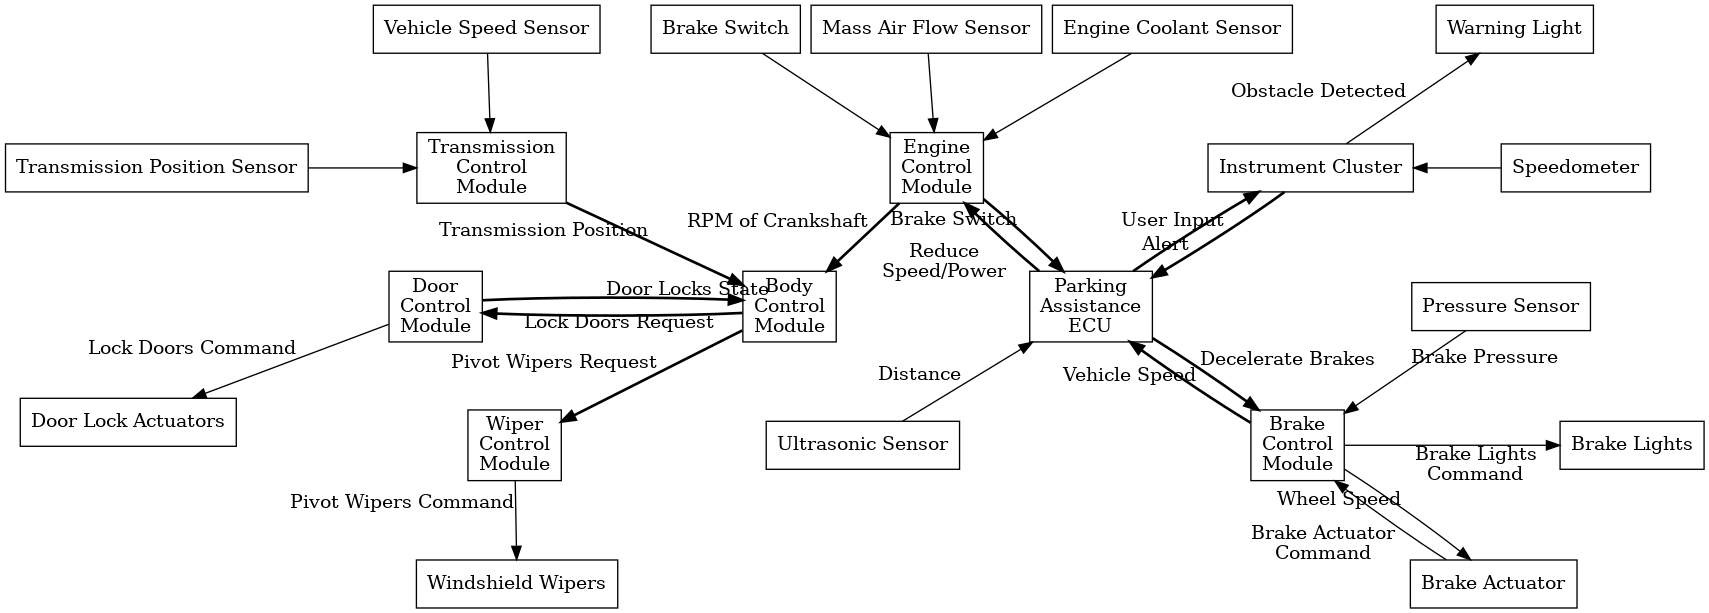 Vehicle Speed Sensor
Brake Switch
Mass Air Flow Sensor
Engine Coolant Sensor
Warning Light
Obstacle Detected
Transmission Position Sensor
Transmission
Control
Module
Engine
Control
Module
Instrument Cluster
Speedometer
Transmission Position
RPM of Crankshaft
Brake Switch
User Input
Alert
Reduce
Speed/Power
Door
Control
Module
Door Locks State
Lock Doors Request
Body
Control
Module
Parking
Assistance
ECU
Pressure Sensor
Lock Doors Command
Pivot Wipers Request
Distance
Vehicle Speed
Decelerate Brakes
Brake Pressure
Door Lock Actuators
Wiper
Control
Module
Ultrasonic Sensor
Brake
Control
Module
Brake Lights
Brake Lights
Command
Pivot Wipers Command
Wheel Speed
Brake Actuator
Command
Windshield Wipers
Brake Actuator